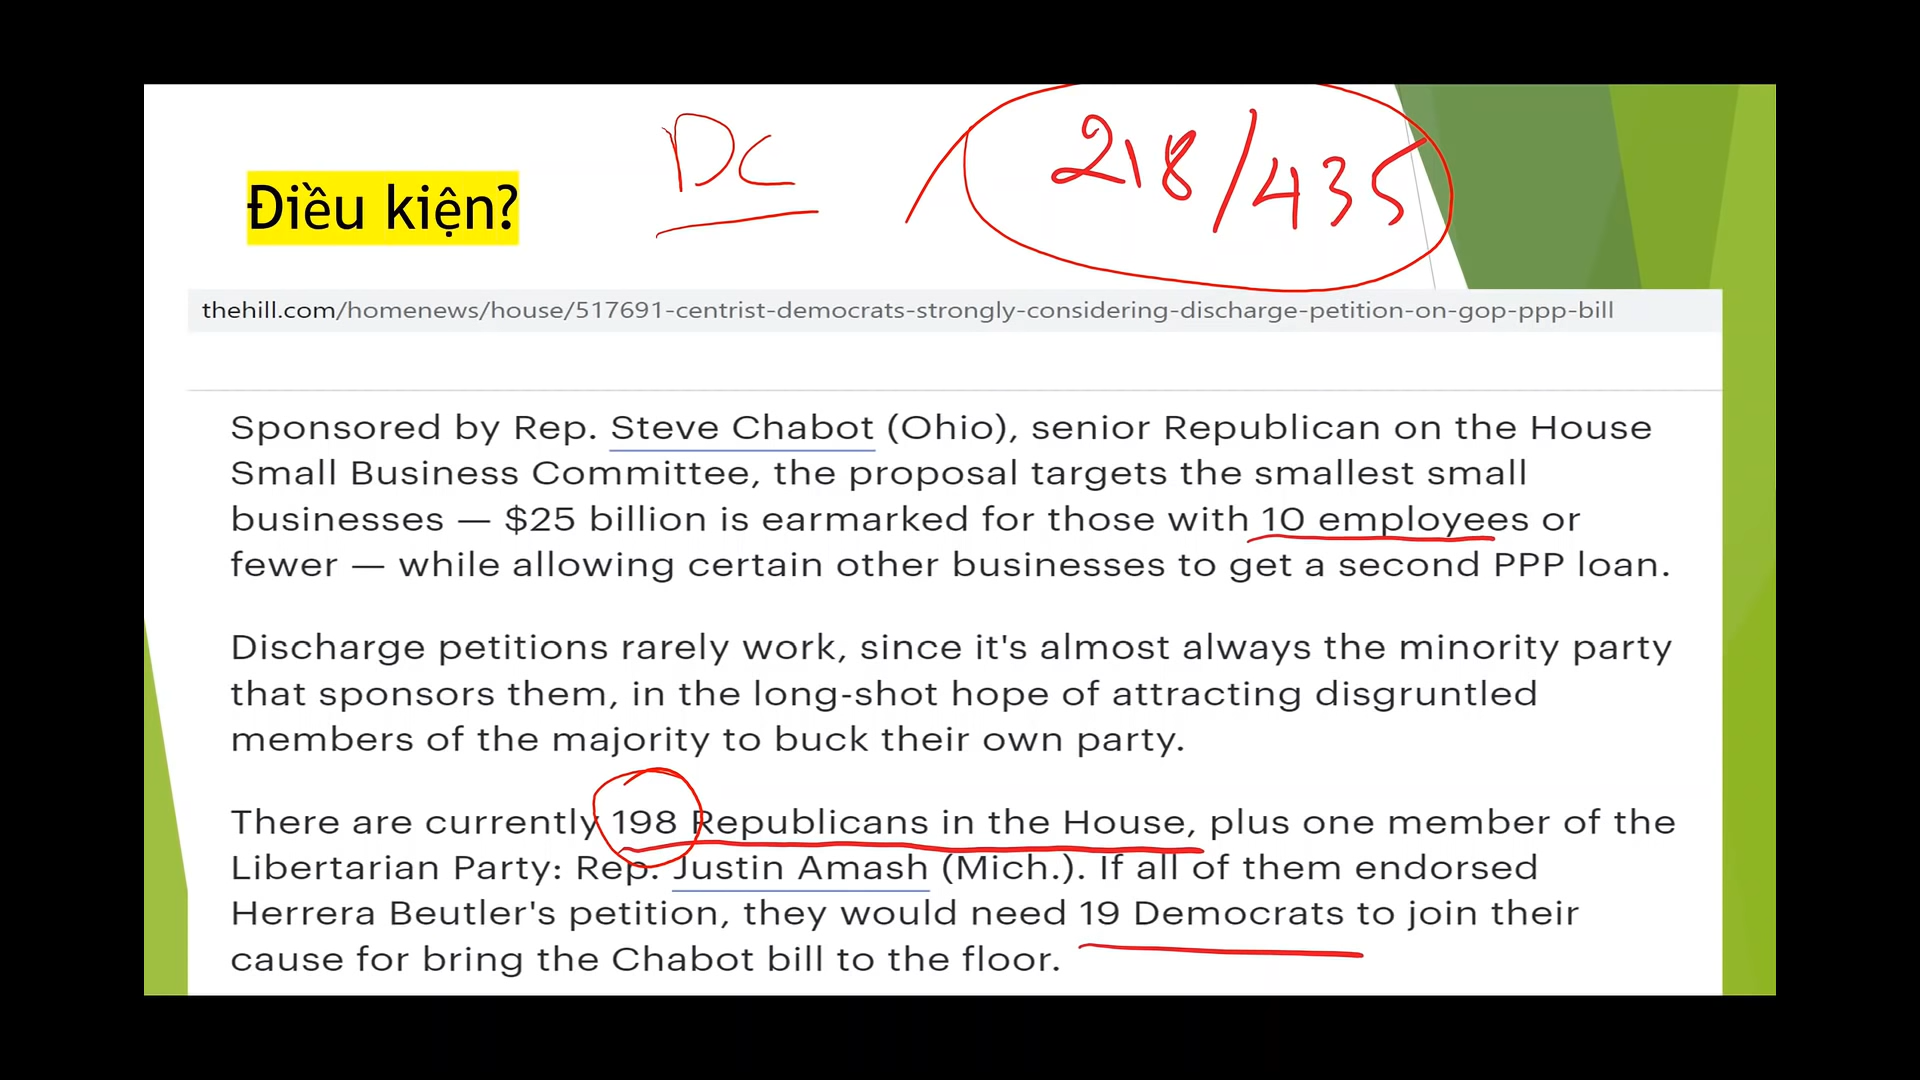 DC
218/435
Điều kiện?
thehill.com/homenews/house/517691-centrist-democrats-strongly-considering-discharge-petition-on-gop-ppp-bill
Sponsored by Rep. Steve Chabot (Ohio), senior Republican on the House
Small Business Committee, the proposal targets the smallest small
businesses — $25 billion is earmarked for those with 10 employees or
fewer — while allowing certain other businesses to get a second PPP loan.
Discharge petitions rarely work, since it's almost always the minority party
that sponsors them, in the long-shot hope of attracting disgruntled
members of the majority to buck their own party.
There are currently 198 Republicans in the House, plus one member of the
Libertarian Party: Rep. Justin Amash (Mich.). If all of them endorsed
Herrera Beutler's petition, they would need 19 Democrats to join their
cause for bring the Chabot bill to the floor.